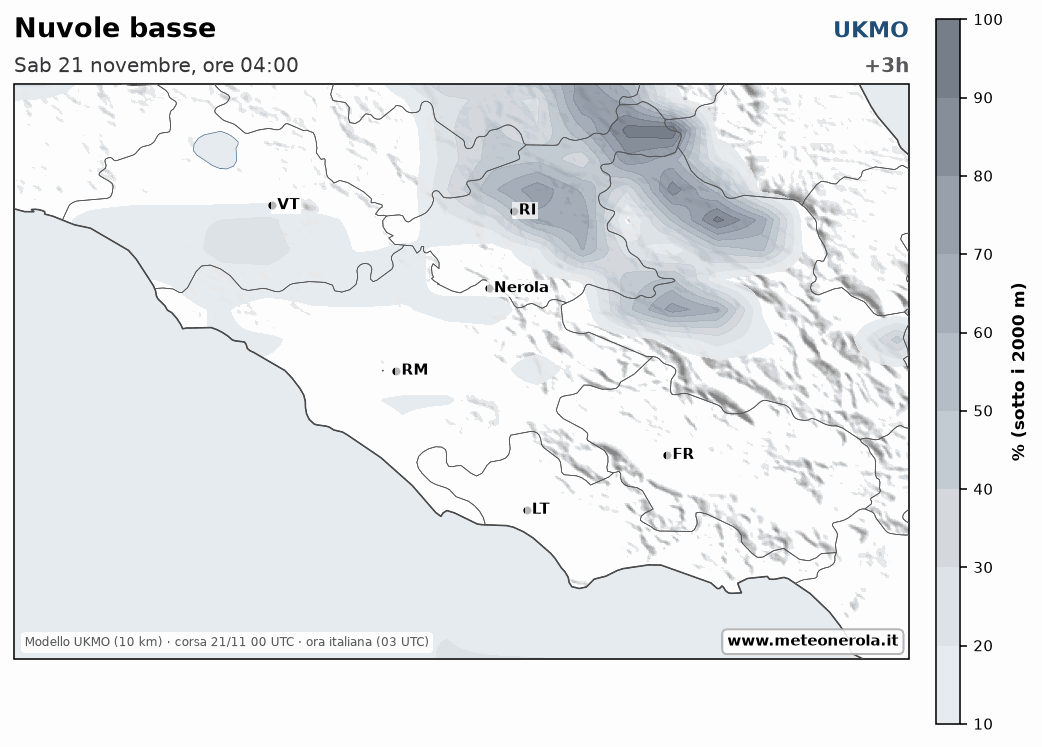 Nuvole basse
UKMO
Sab 21 novembre, ore 04:00
+3h
100
90
80
70
60
50
40
30
20
10
% (sotto i 2000 m)
VT
RI
Nerola
RM
FR
LT
Modello UKMO (10 km) · corsa 21/11 00 UTC · ora italiana (03 UTC)
www.meteonerola.it